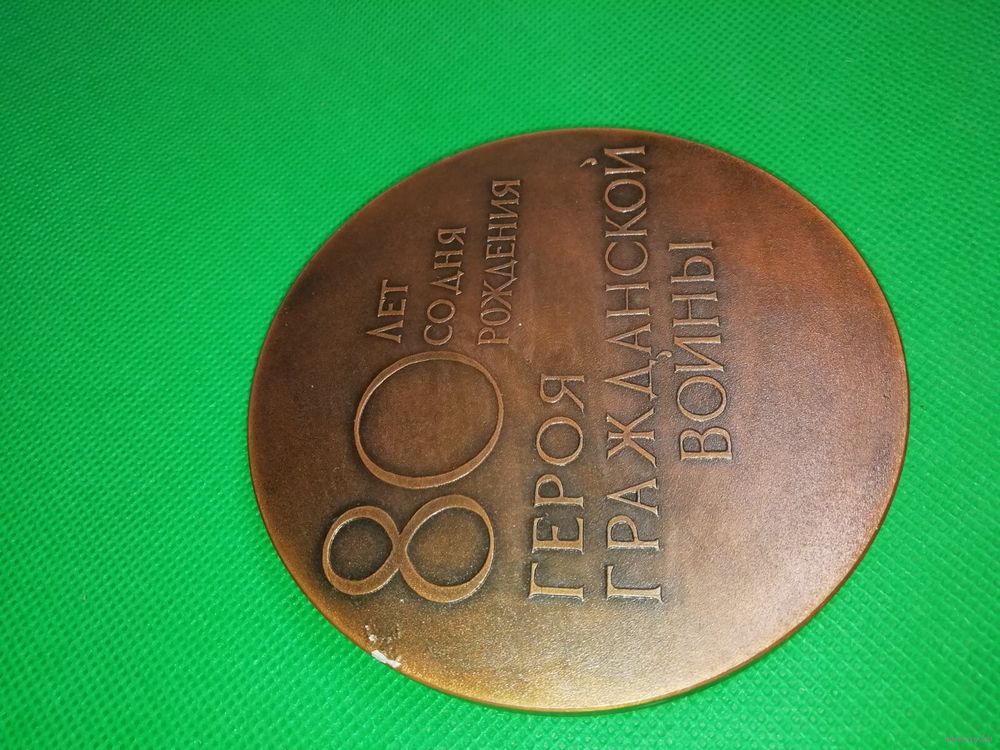 80 ЛЕТ
СО ДНЯ
РОЖДЕНИЯ
ГЕРОЯ
ГРАЖДАНСКОЙ
ВОЙНЫ